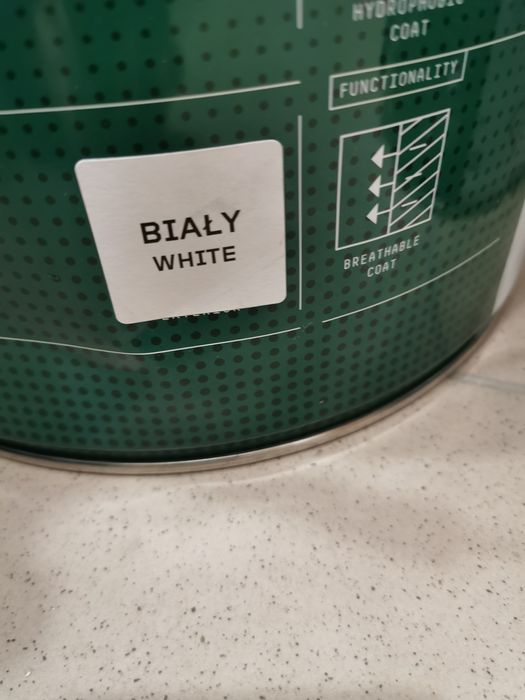 HYDROPHOBIC
COAT
FUNCTIONALITY
BIAŁY
WHITE
BREATHABLE
COAT